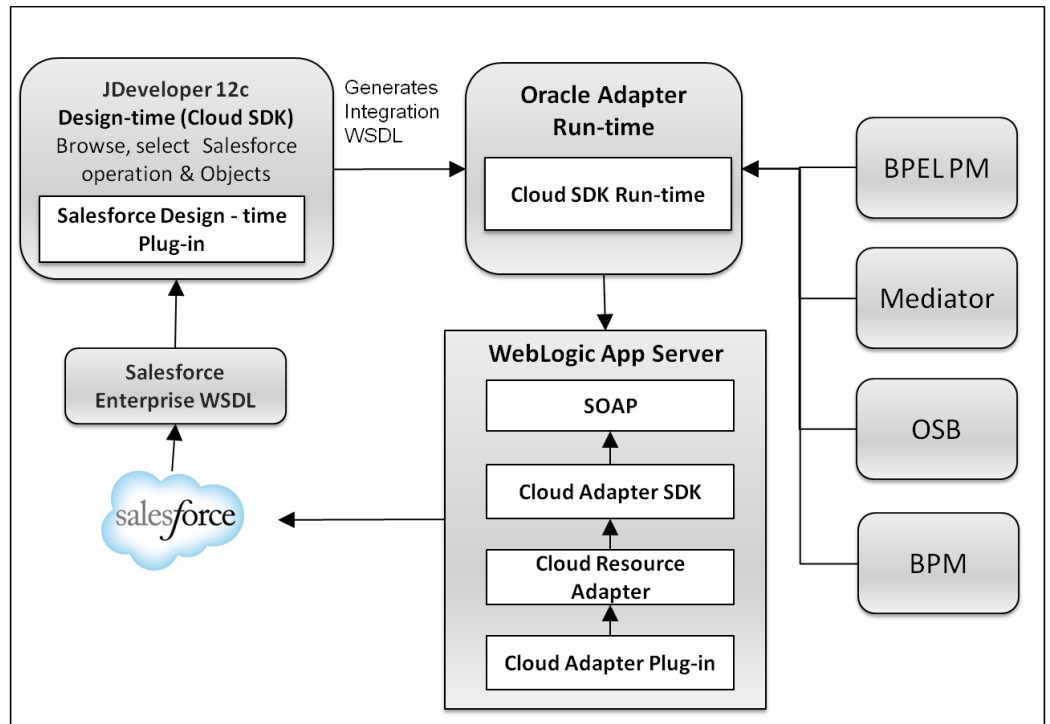 JDeveloper 12c
Design-time (Cloud SDK)
Browse, select Salesforce
operation & Objects
Salesforce Design - time
Plug-in
Generates
Integration
WSDL
Oracle Adapter
Run-time
Cloud SDK Run-time
BPEL PM
Mediator
OSB
BPM
Salesforce
Enterprise WSDL
salesforce
WebLogic App Server
SOAP
Cloud Adapter SDK
Cloud Resource
Adapter
Cloud Adapter Plug-in